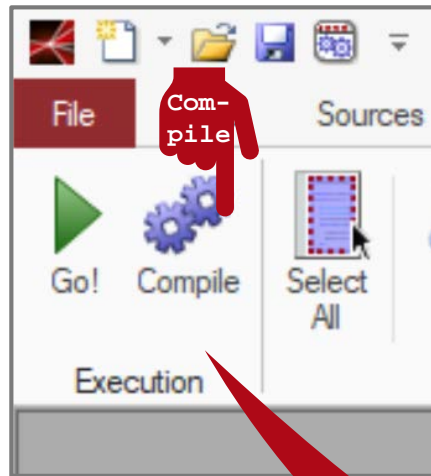 File
Com-
pile
Sources
Go!
Compile
Select
All
Execution